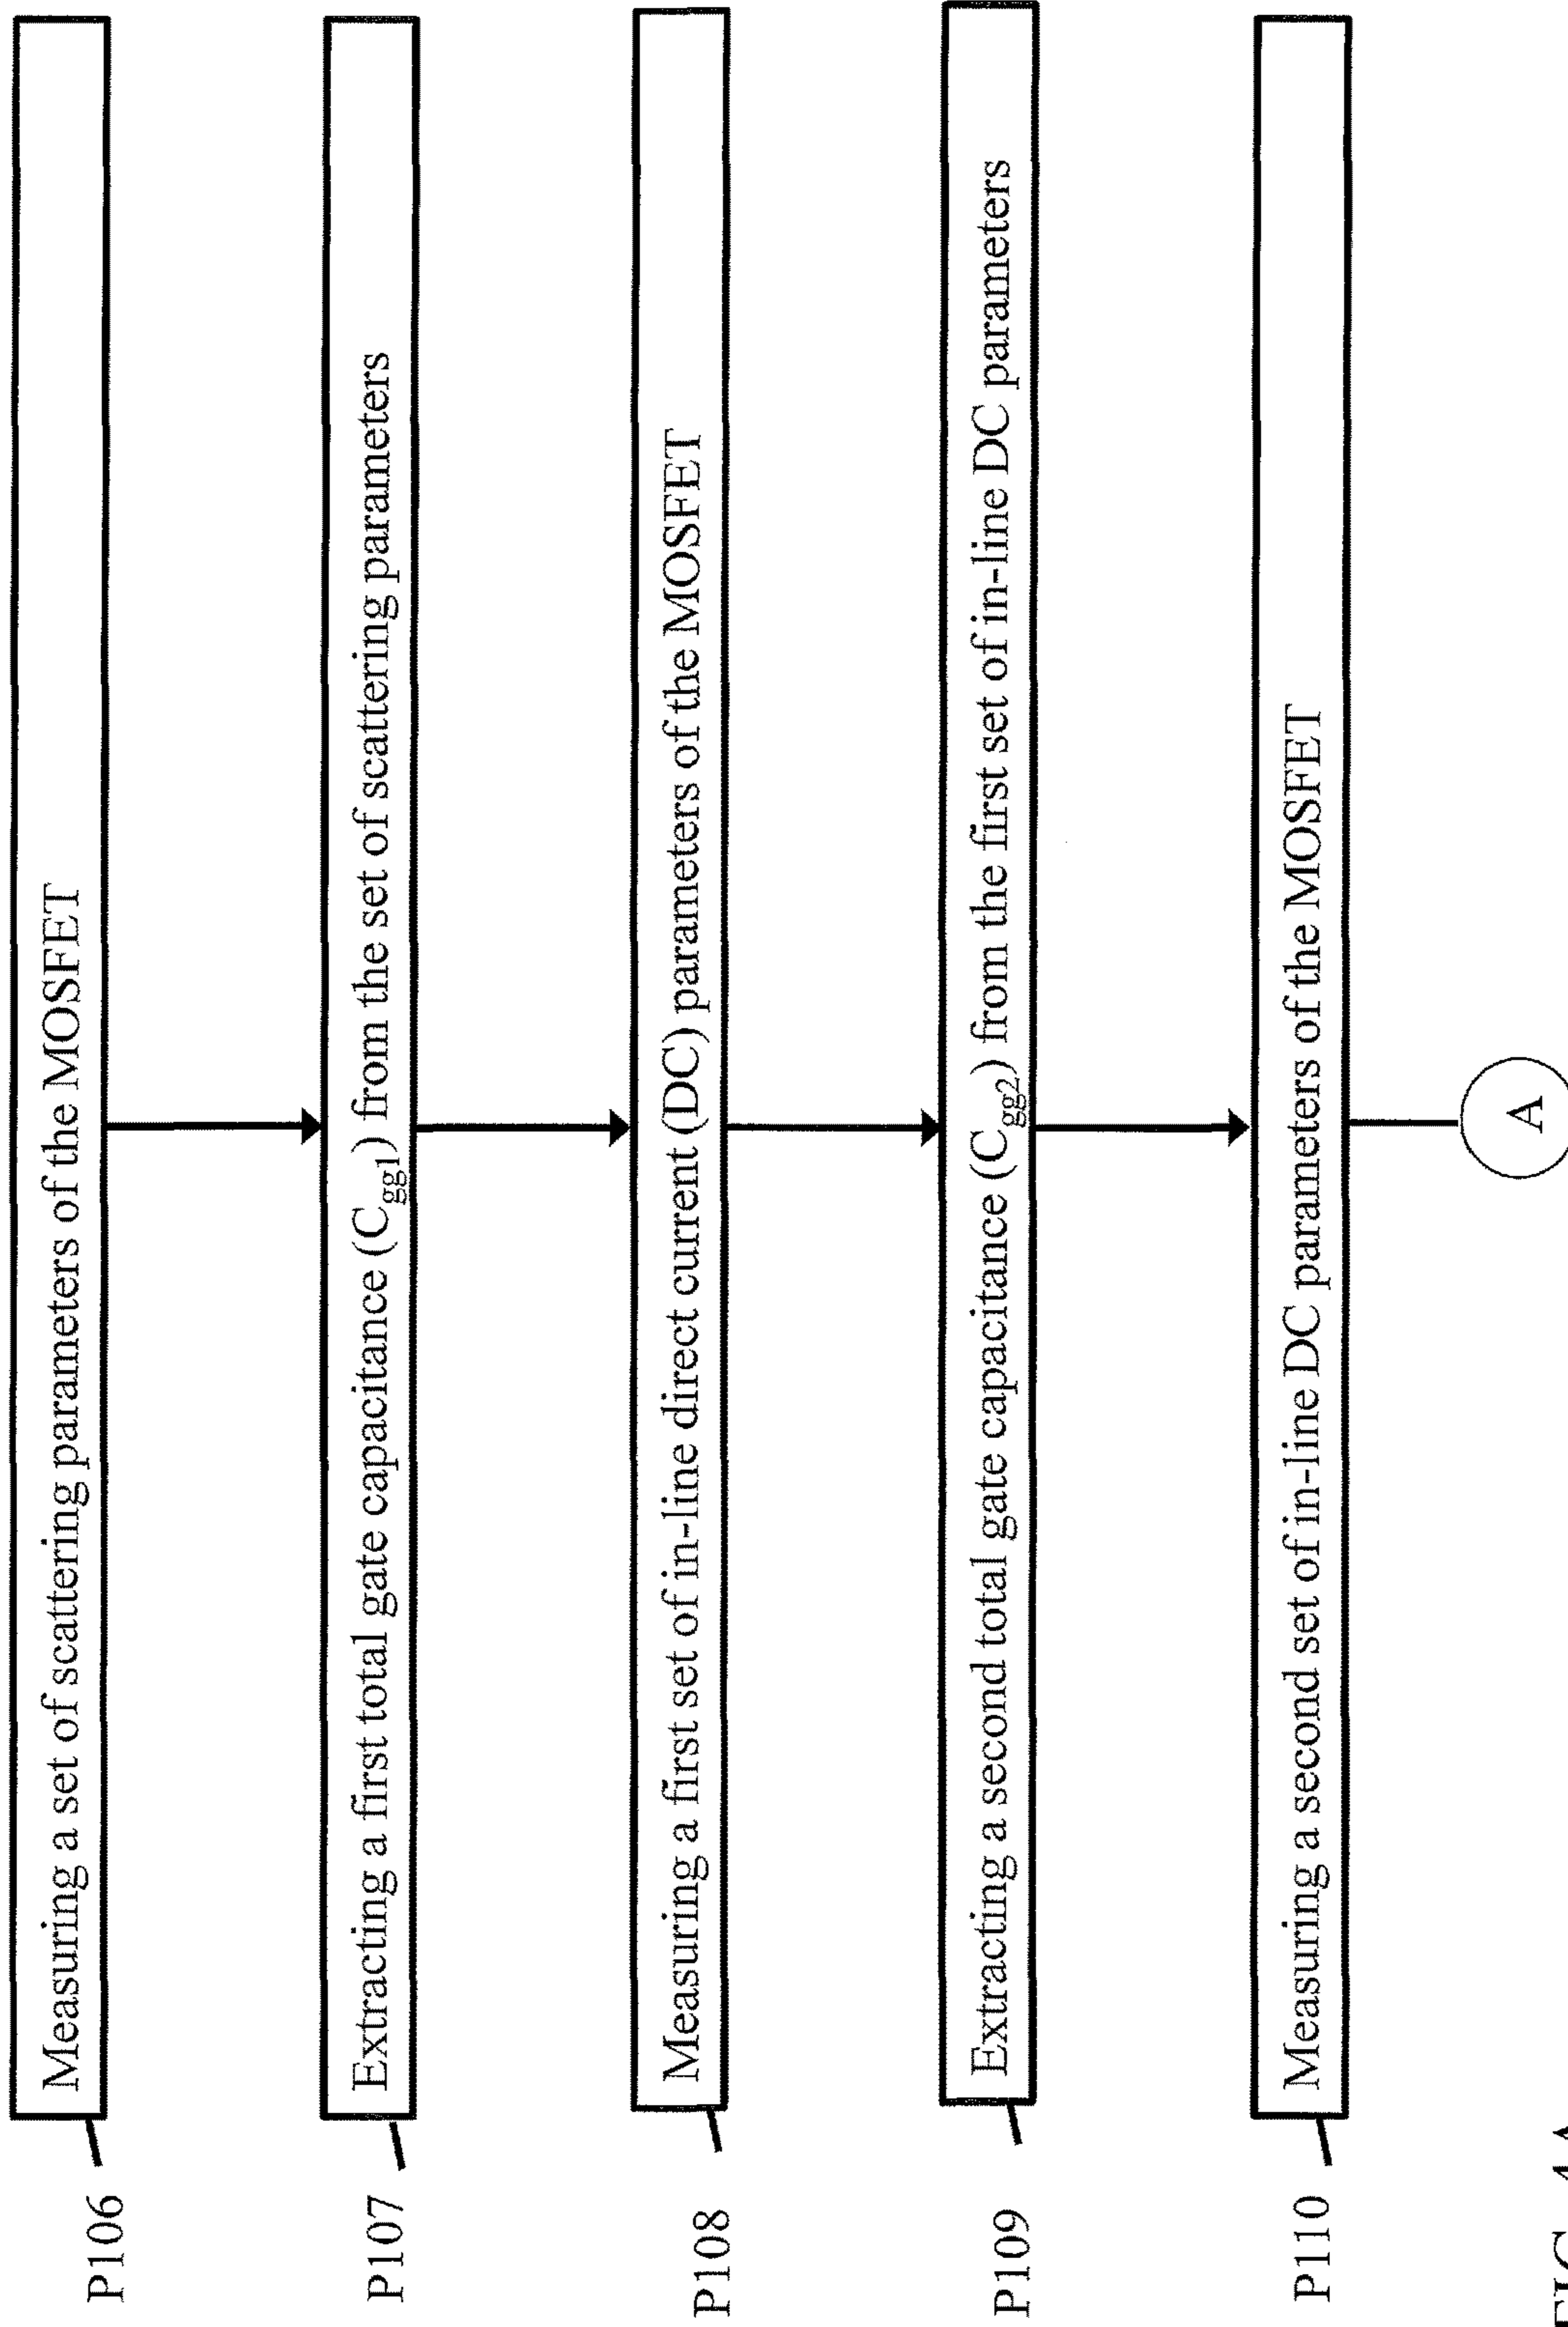 P106
Measuring a set of scattering parameters of the MOSFET
P107
Extracting a first total gate capacitance (Cgg1) from the set of scattering parameters
P108
Measuring a first set of in-line direct current (DC) parameters of the MOSFET
P109
Extracting a second total gate capacitance (Cgg2) from the first set of in-line DC parameters
P110
Measuring a second set of in-line DC parameters of the MOSFET
A
FIG. 4A